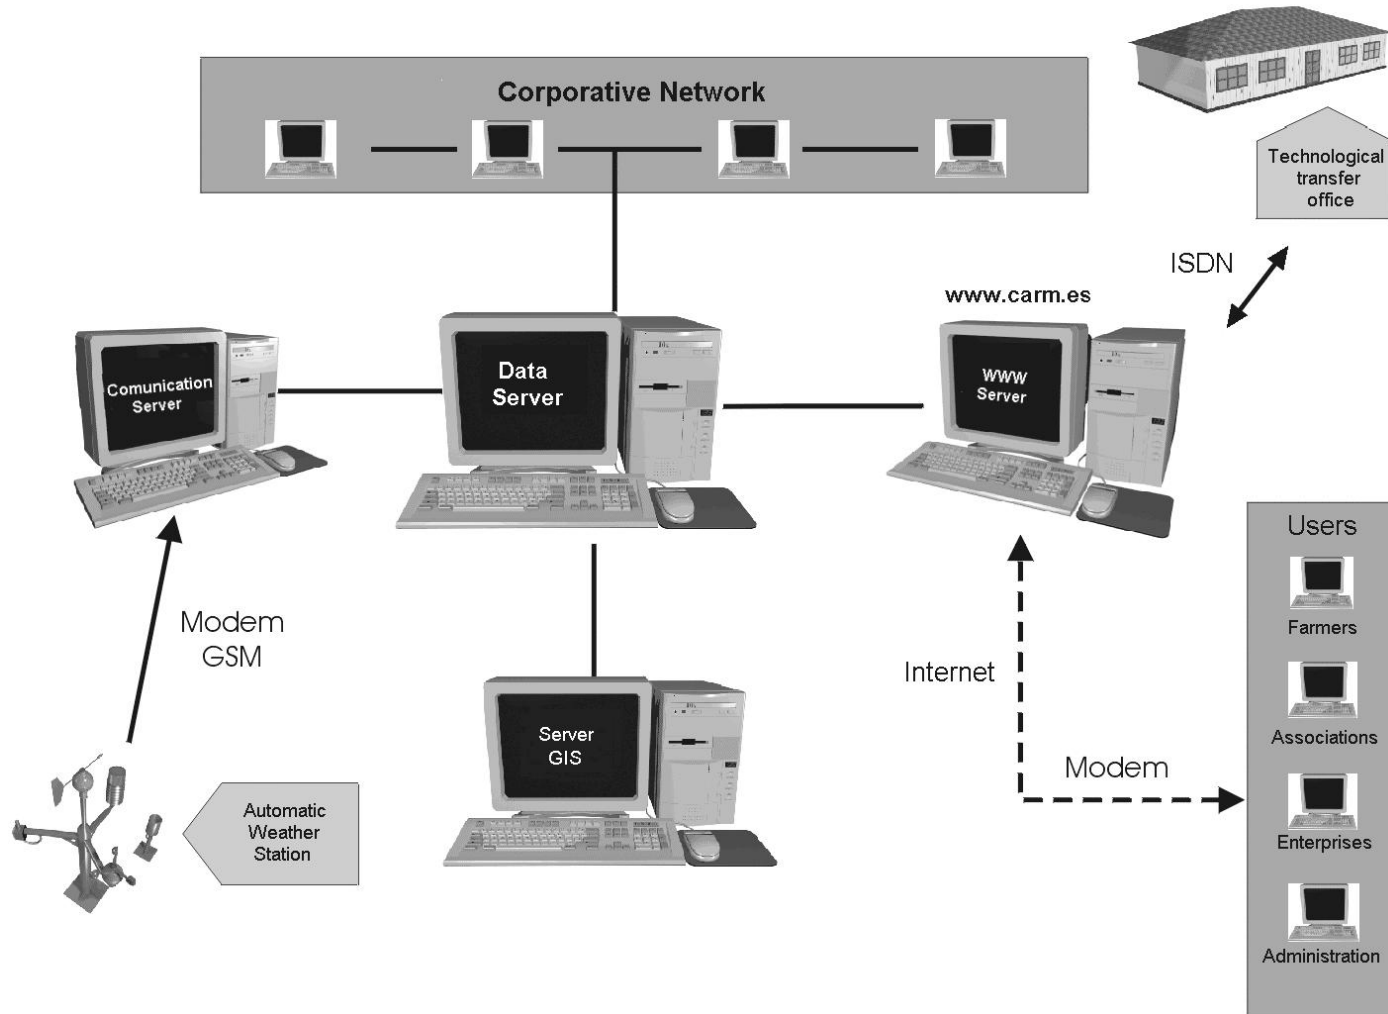 Corporative Network
Technological
transfer
office
ISDN
www.carm.es
Comunication
Server
Data
Server
WWW
Server
Users
Farmers
Associations
Enterprises
Administration
Modem
GSM
Internet
Modem
Server
GIS
Automatic
Weather
Station